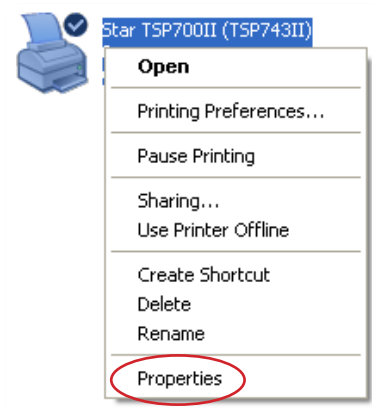 Star TSP700II (TSP743II)
Open
Printing Preferences...
Pause Printing
Sharing...
Use Printer Offline
Create Shortcut
Delete
Rename
Properties